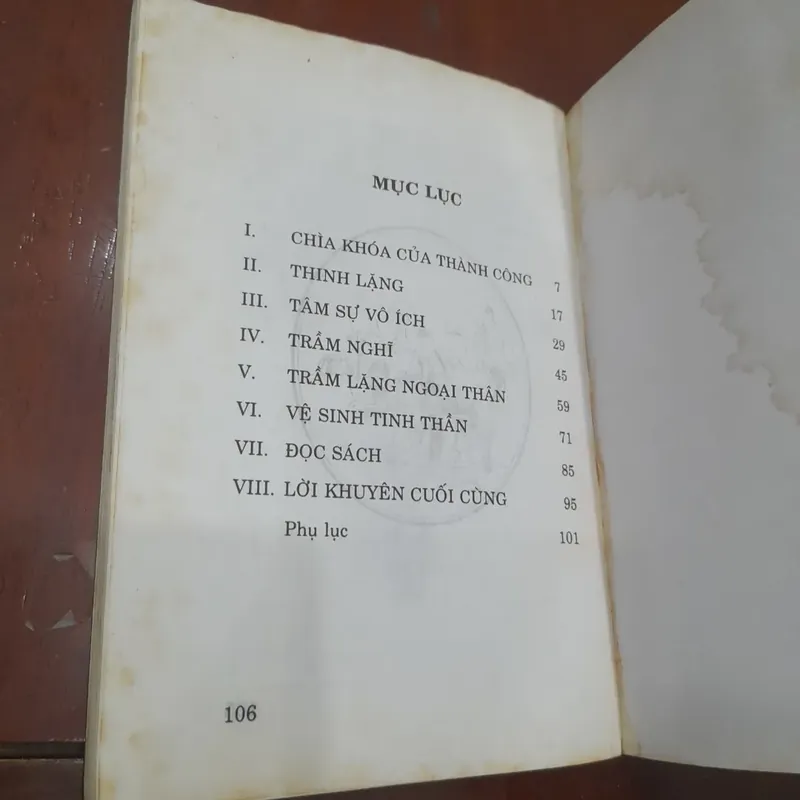 MỤC LỤC
I. CHÌA KHÓA CỦA THÀNH CÔNG 7
II. THINH LẶNG 17
III. TÂM SỰ VÔ ÍCH 29
IV. TRẦM NGHĨ 45
V. TRẦM LẶNG NGOẠI THÂN 59
VI. VỆ SINH TINH THẦN 71
VII. ĐỌC SÁCH 85
VIII. LỜI KHUYÊN CUỐI CÙNG 95
Phụ lục 101
106